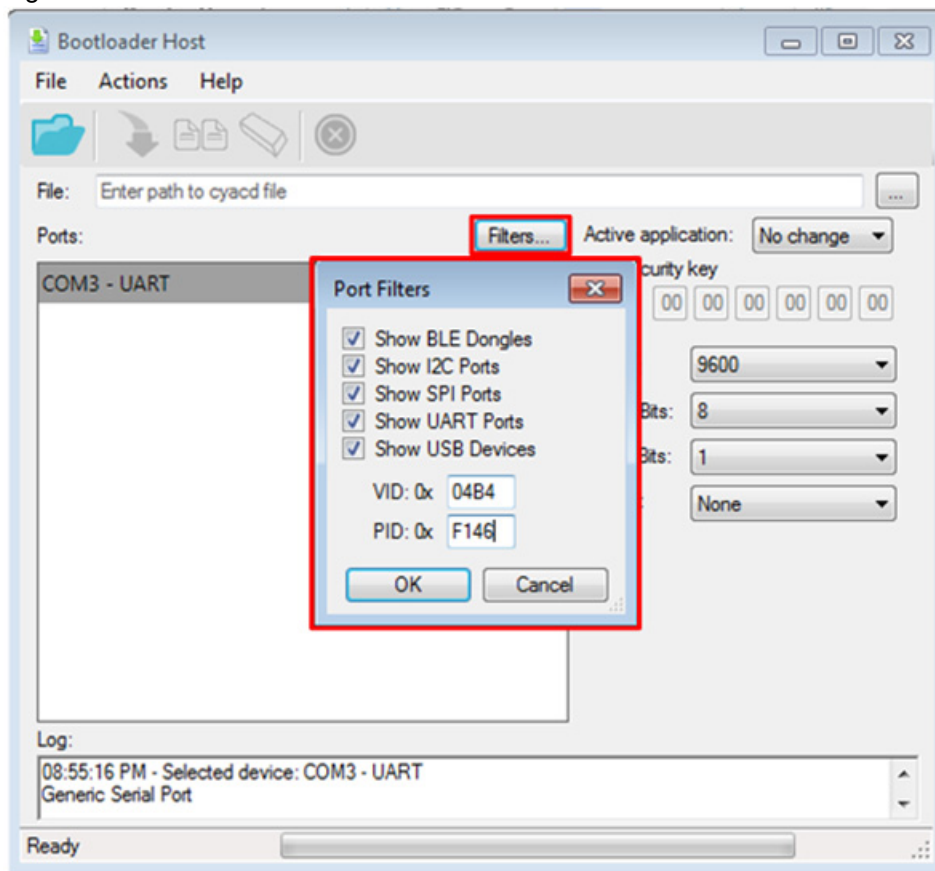 Bootloader Host
File Actions Help
File: Enter path to cyacd file ...
Ports: Filters... Active application: No change
COM3 - UART
Port Filters
curity key
00 00 00 00 00 00
Show BLE Dongles
Show I2C Ports
Show SPI Ports
Show UART Ports
Show USB Devices
9600
Bits: 8
Bits: 1
None
VID: 0x 04B4
PID: 0x F146
OK Cancel
Log:
08:55:16 PM - Selected device: COM3 - UART
Generic Serial Port
Ready